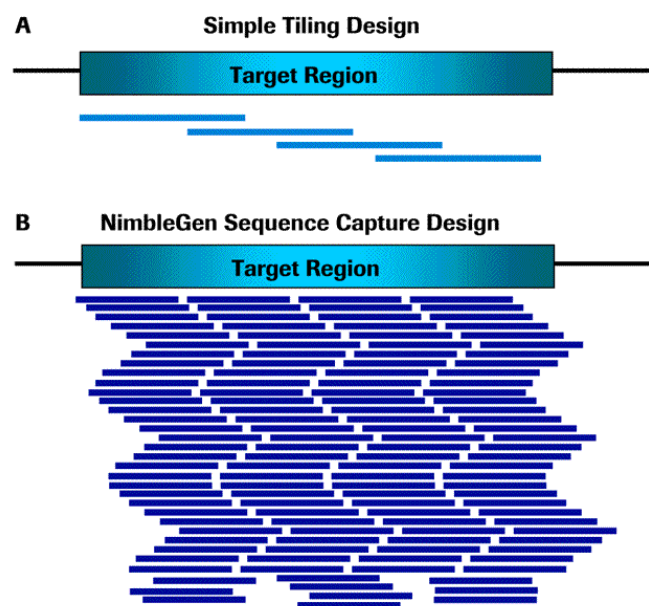 A Simple Tiling Design
Target Region
B NimbleGen Sequence Capture Design
Target Region